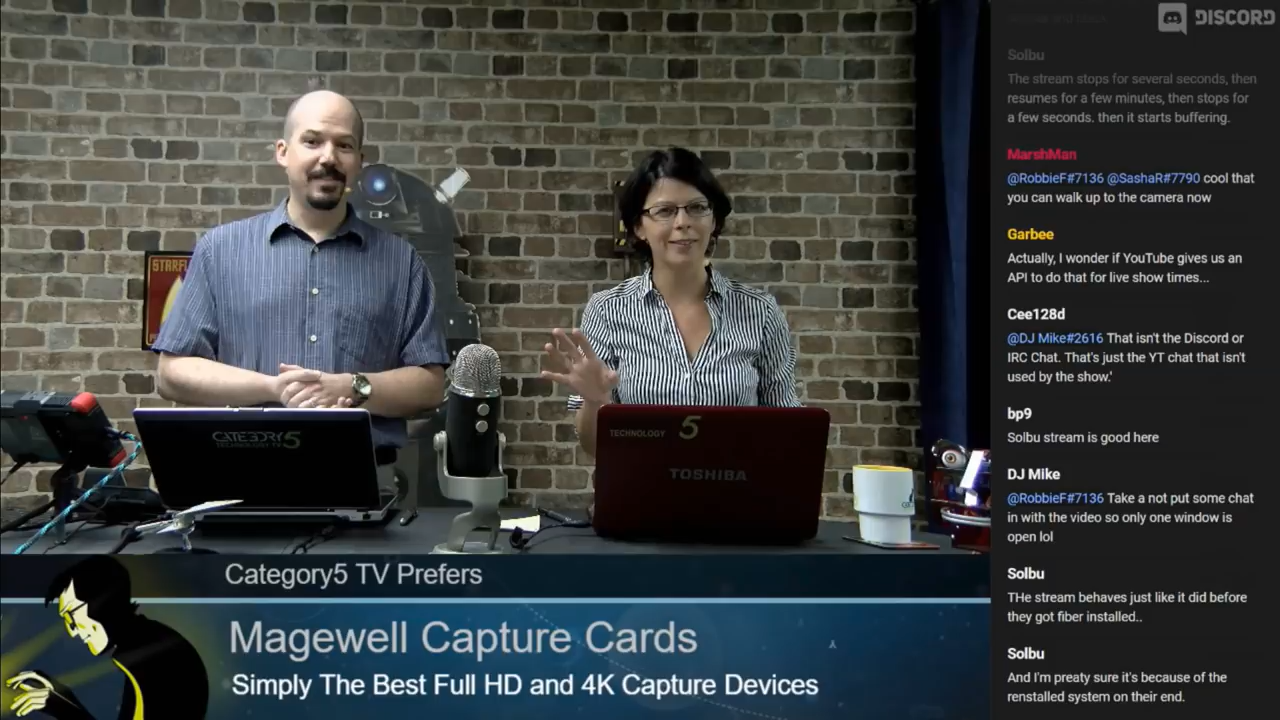 STARFL
CATEGORY5
TECHNOLOGY TV
TECHNOLOGY 5
TOSHIBA
Category5 TV Prefers
Magewell Capture Cards
Simply The Best Full HD and 4K Capture Devices
DISCORD
Solbu
The stream stops for several seconds, then
resumes for a few minutes, then stops for
a few seconds. then it starts buffering.
MarshMan
@RobbieF#7136 @SashaR#7790 cool that
you can walk up to the camera now
Garbee
Actually, I wonder if YouTube gives us an
API to do that for live show times...
Cee128d
@DJ Mike#2616 That isn't the Discord or
IRC Chat. That's just the YT chat that isn't
used by the show.'
bp9
Solbu stream is good here
DJ Mike
@RobbieF#7136 Take a not put some chat
in with the video so only one window is
open lol
Solbu
THe stream behaves just like it did before
they got fiber installed..
Solbu
And I'm preaty sure it's because of the
renstalled system on their end.